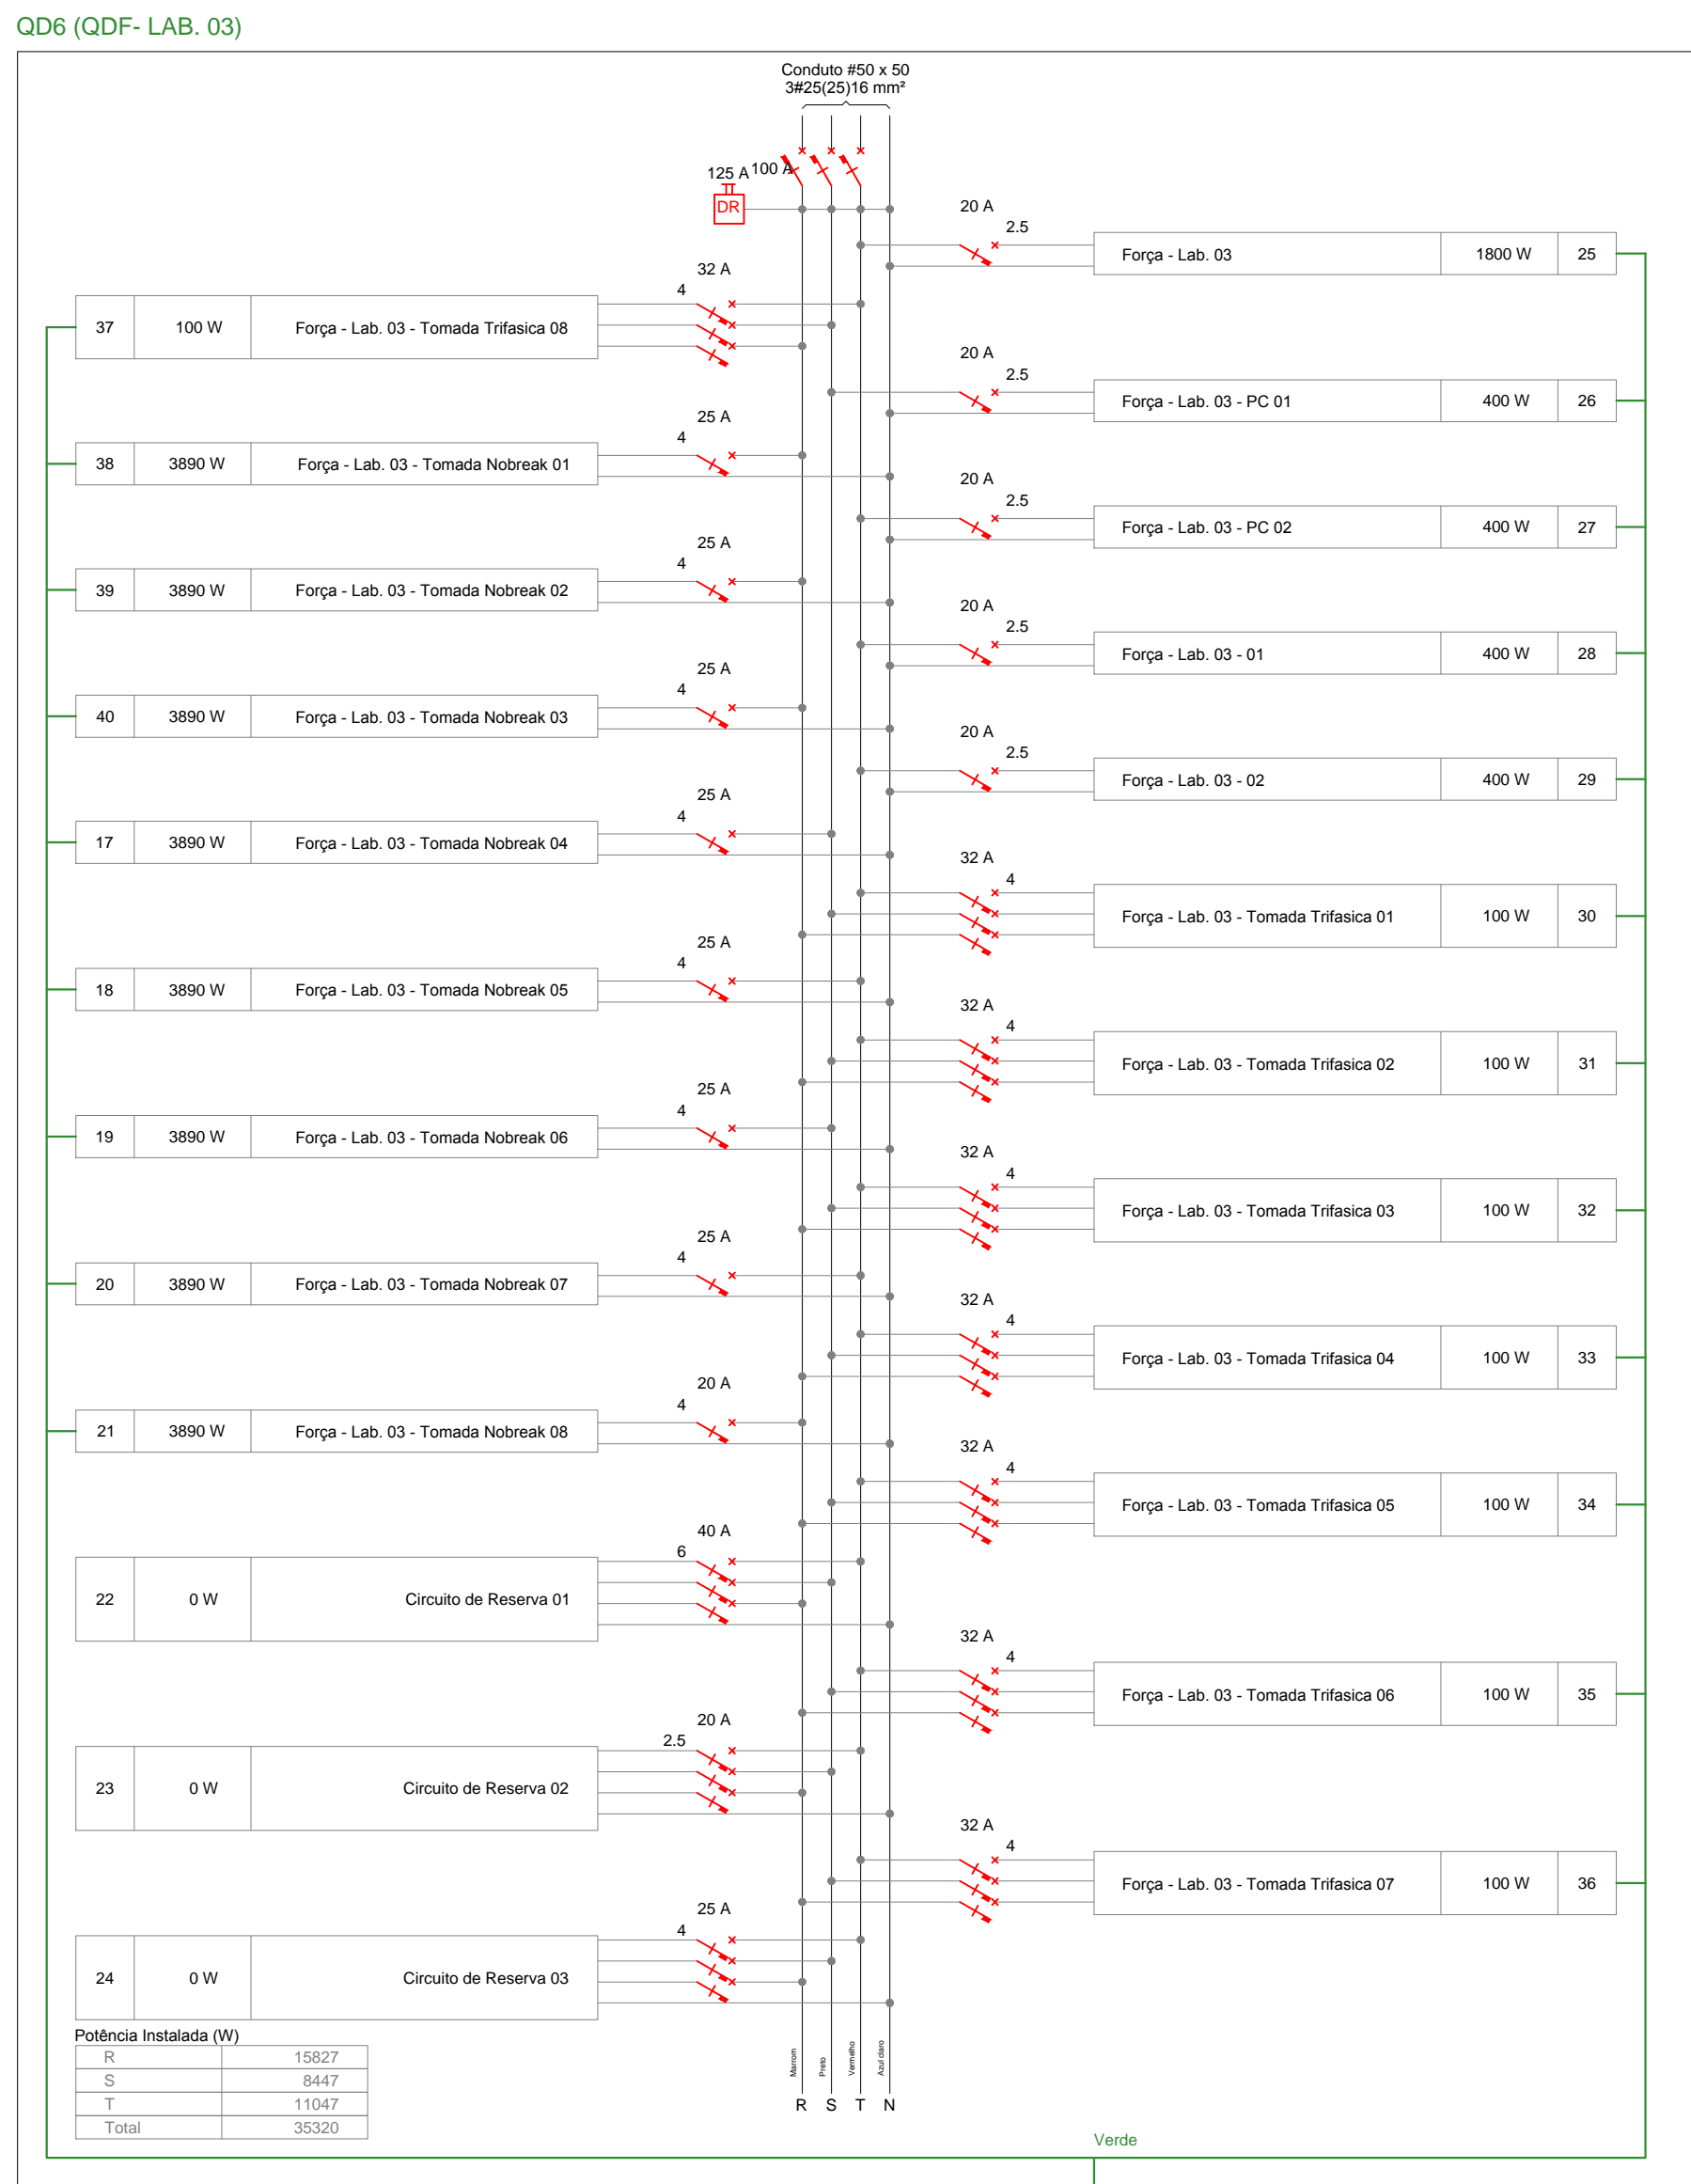 QD6 (QDF- LAB. 03)
Conduto #50 x 50
3#25(25)16 mm²
125 A
100 A
DR
20 A
2.5
Força - Lab. 03 1800 W 25
32 A
4
37 100 W Força - Lab. 03 - Tomada Trifasica 08
20 A
2.5
Força - Lab. 03 - PC 01 400 W 26
25 A
4
38 3890 W Força - Lab. 03 - Tomada Nobreak 01
20 A
2.5
Força - Lab. 03 - PC 02 400 W 27
25 A
4
39 3890 W Força - Lab. 03 - Tomada Nobreak 02
20 A
2.5
Força - Lab. 03 - 01 400 W 28
25 A
4
40 3890 W Força - Lab. 03 - Tomada Nobreak 03
20 A
2.5
Força - Lab. 03 - 02 400 W 29
25 A
4
17 3890 W Força - Lab. 03 - Tomada Nobreak 04
32 A
4
Força - Lab. 03 - Tomada Trifasica 01 100 W 30
25 A
4
18 3890 W Força - Lab. 03 - Tomada Nobreak 05
32 A
4
Força - Lab. 03 - Tomada Trifasica 02 100 W 31
25 A
4
19 3890 W Força - Lab. 03 - Tomada Nobreak 06
32 A
4
Força - Lab. 03 - Tomada Trifasica 03 100 W 32
25 A
4
20 3890 W Força - Lab. 03 - Tomada Nobreak 07
32 A
4
Força - Lab. 03 - Tomada Trifasica 04 100 W 33
20 A
4
21 3890 W Força - Lab. 03 - Tomada Nobreak 08
32 A
4
Força - Lab. 03 - Tomada Trifasica 05 100 W 34
40 A
6
22 0 W Circuito de Reserva 01
32 A
4
Força - Lab. 03 - Tomada Trifasica 06 100 W 35
20 A
2.5
23 0 W Circuito de Reserva 02
32 A
4
Força - Lab. 03 - Tomada Trifasica 07 100 W 36
25 A
4
24 0 W Circuito de Reserva 03
Potência Instalada (W)
R 15827
S 8447
T 11047
Total 35320
Marrom
Preto
Vermelho
Azul claro
R S T N
Verde